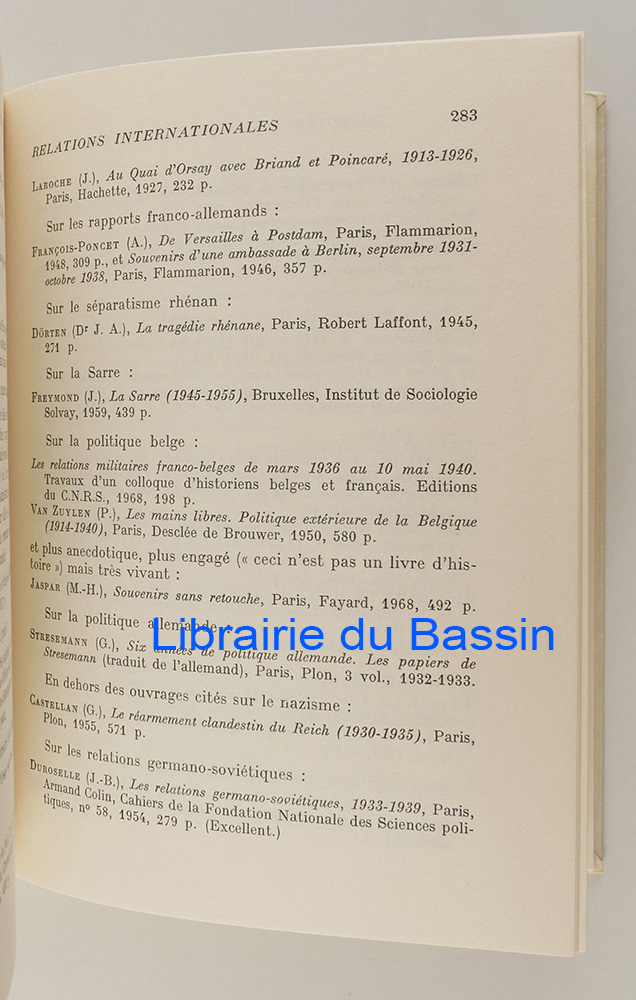 RELATIONS INTERNATIONALES 283
LAROCHE (J.), Au Quai d'Orsay avec Briand et Poincaré, 1913-1926,
Paris, Hachette, 1927, 232 p.
Sur les rapports franco-allemands :
FRANÇOIS-PONCET (A.), De Versailles à Postdam, Paris, Flammarion,
1948, 309 p., et Souvenirs d'une ambassade à Berlin, septembre 1931-
octobre 1938, Paris, Flammarion, 1946, 357 p.
Sur le séparatisme rhénan :
DÖRTEN (Dr J. A.), La tragédie rhénane, Paris, Robert Laffont, 1945,
271 p.
Sur la Sarre :
FREYMOND (J.), La Sarre (1945-1955), Bruxelles, Institut de Sociologie
Solvay, 1959, 439 p.
Sur la politique belge :
Les relations militaires franco-belges de mars 1936 au 10 mai 1940.
Travaux d'un colloque d'historiens belges et français. Editions
du C.N.R.S., 1968, 198 p.
VAN ZUYLEN (P.), Les mains libres. Politique extérieure de la Belgique
(1914-1940), Paris, Desclée de Brouwer, 1950, 580 p.
et plus anecdotique, plus engagé (« ceci n'est pas un livre d'his-
toire ») mais très vivant :
JASPAR (M.-H.), Souvenirs sans retouche, Paris, Fayard, 1968, 492 p.
Sur la politique allemande
Librairie du Bassin
STRESEMANN (G.), Six années de politique allemande. Les papiers de
Stresemann (traduit de l'allemand), Paris, Plon, 3 vol., 1932-1933.
En dehors des ouvrages cités sur le nazisme :
CASTELLAN (G.), Le réarmement clandestin du Reich (1930-1935), Paris,
Plon, 1955, 571 p.
Sur les relations germano-soviétiques :
DUROSELLE (J.-B.), Les relations germano-soviétiques, 1933-1939, Paris,
Armand Colin, Cahiers de la Fondation Nationale des Sciences poli-
tiques, n° 58, 1954, 279 p. (Excellent.)